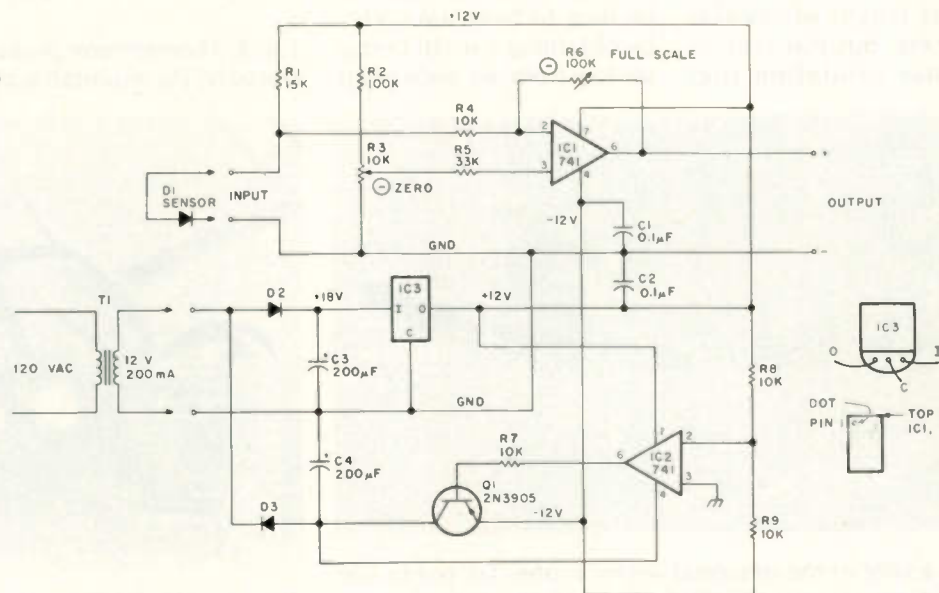 +12V
R6
100K
FULL SCALE
R1
15K
R2
100K
R4
10K
2
7
IC1
741
6
+
R3
10K
R5
33K
3
4
D1
SENSOR
INPUT
ZERO
OUTPUT
-12V
C1
0.1µF
GND
-
C2
0.1µF
T1
D2
+18V
IC3
I O
C
+12V
IC3
120 VAC
12 V
200mA
C3
200µF
R8
10K
O
C
I
GND
DOT
PIN 1
TOP
IC1,
R7
10K
7
2
6
IC2
741
3
4
C4
200µF
Q1
2N3905
D3
-12V
R9
10K